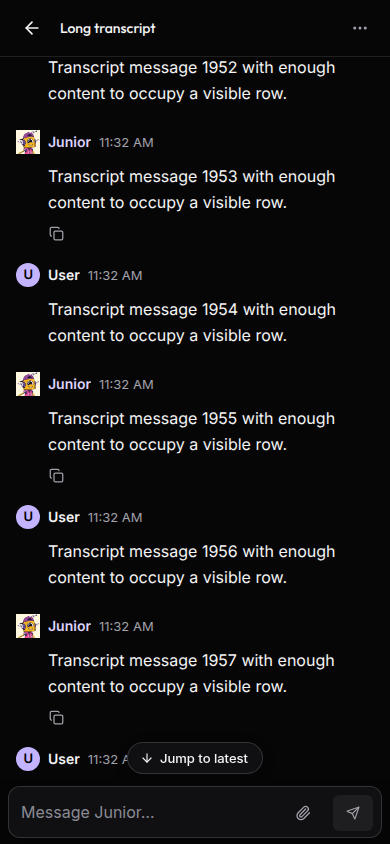 Long transcript
Transcript message 1952 with enough
content to occupy a visible row.
Junior 11:32 AM
Transcript message 1953 with enough
content to occupy a visible row.
U User 11:32 AM
Transcript message 1954 with enough
content to occupy a visible row.
Junior 11:32 AM
Transcript message 1955 with enough
content to occupy a visible row.
U User 11:32 AM
Transcript message 1956 with enough
content to occupy a visible row.
Junior 11:32 AM
Transcript message 1957 with enough
content to occupy a visible row.
U User 11:32 A
Jump to latest
Message Junior...